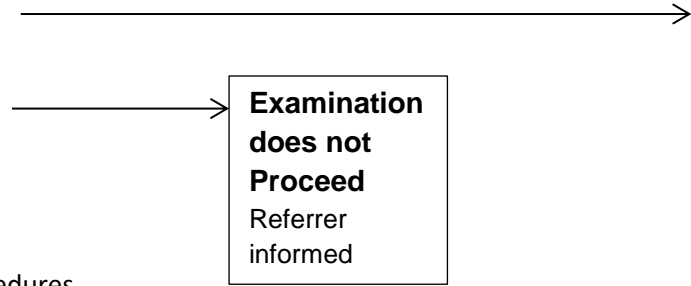 Examination
does not
Proceed
Referrer
informed